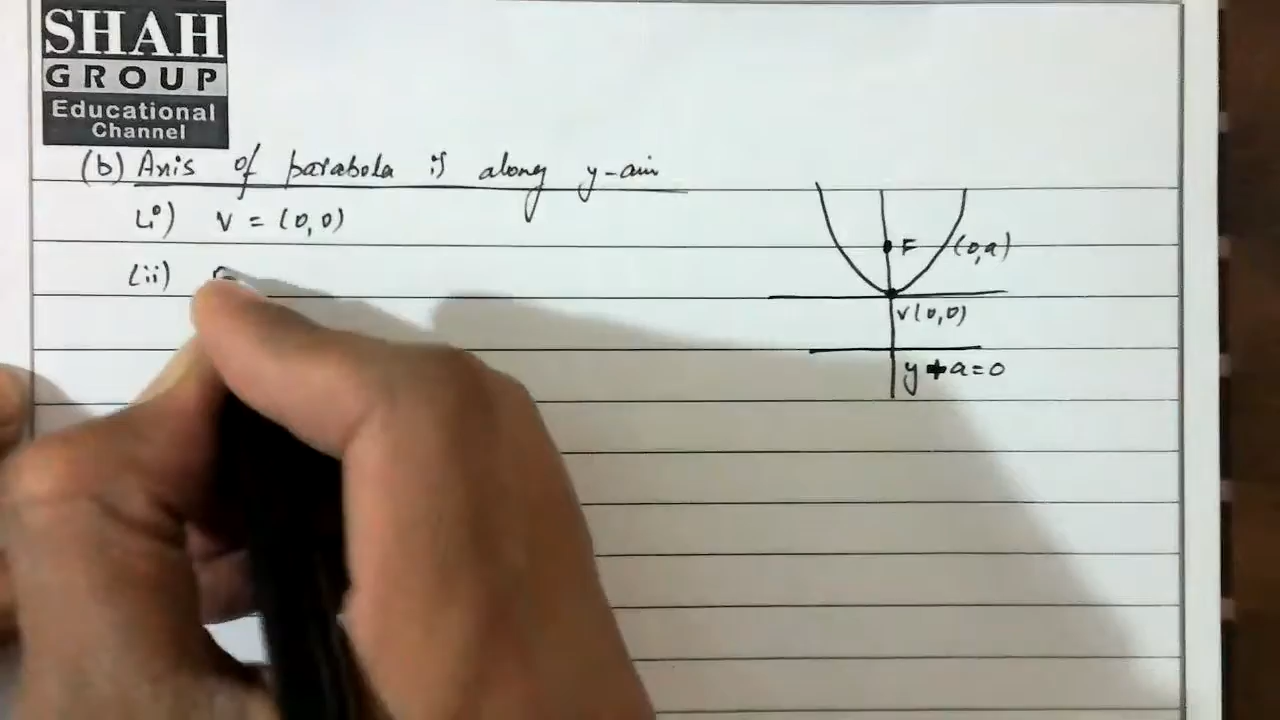 SHAH
GROUP
Educational
Channel
(b) Axis of parabola is along y-axis
(i) V = (0,0)
(ii)
F (0,a)
V(0,0)
y+a=0